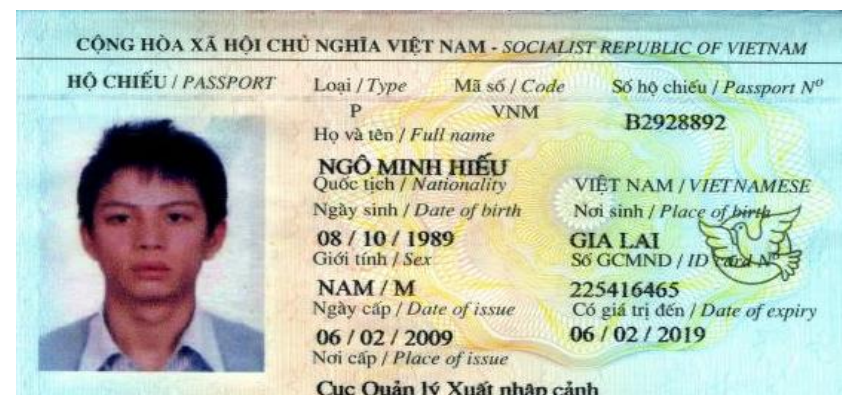 CỘNG HÒA XÃ HỘI CHỦ NGHĨA VIỆT NAM - SOCIALIST REPUBLIC OF VIETNAM
HỘ CHIẾU / PASSPORT Loại / Type Mã số / Code Số hộ chiếu / Passport Nº
P VNM B2928892
Họ và tên / Full name
NGÔ MINH HIẾU
Quốc tịch / Nationality VIỆT NAM / VIETNAMESE
Ngày sinh / Date of birth Nơi sinh / Place of birth
08 / 10 / 1989 GIA LAI
Giới tính / Sex Số GCMND / ID card Nº
NAM / M 225416465
Ngày cấp / Date of issue Có giá trị đến / Date of expiry
06 / 02 / 2009 06 / 02 / 2019
Nơi cấp / Place of issue
Cục Quản lý Xuất nhập cảnh